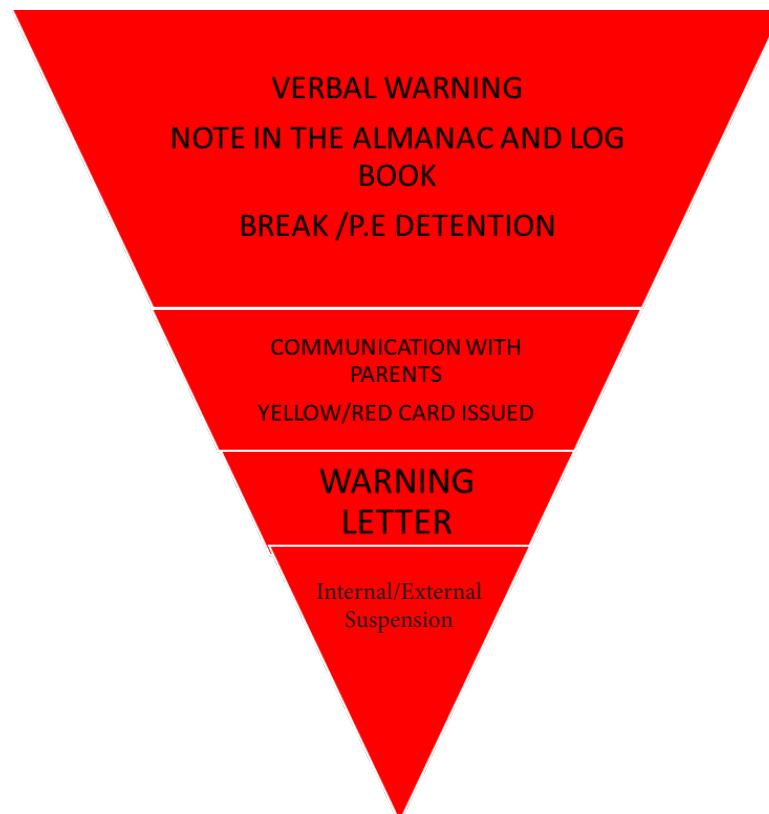 VERBAL WARNING
NOTE IN THE ALMANAC AND LOG
BOOK
BREAK /P.E DETENTION
COMMUNICATION WITH
PARENTS
YELLOW/RED CARD ISSUED
WARNING
LETTER
Internal/External
Suspension